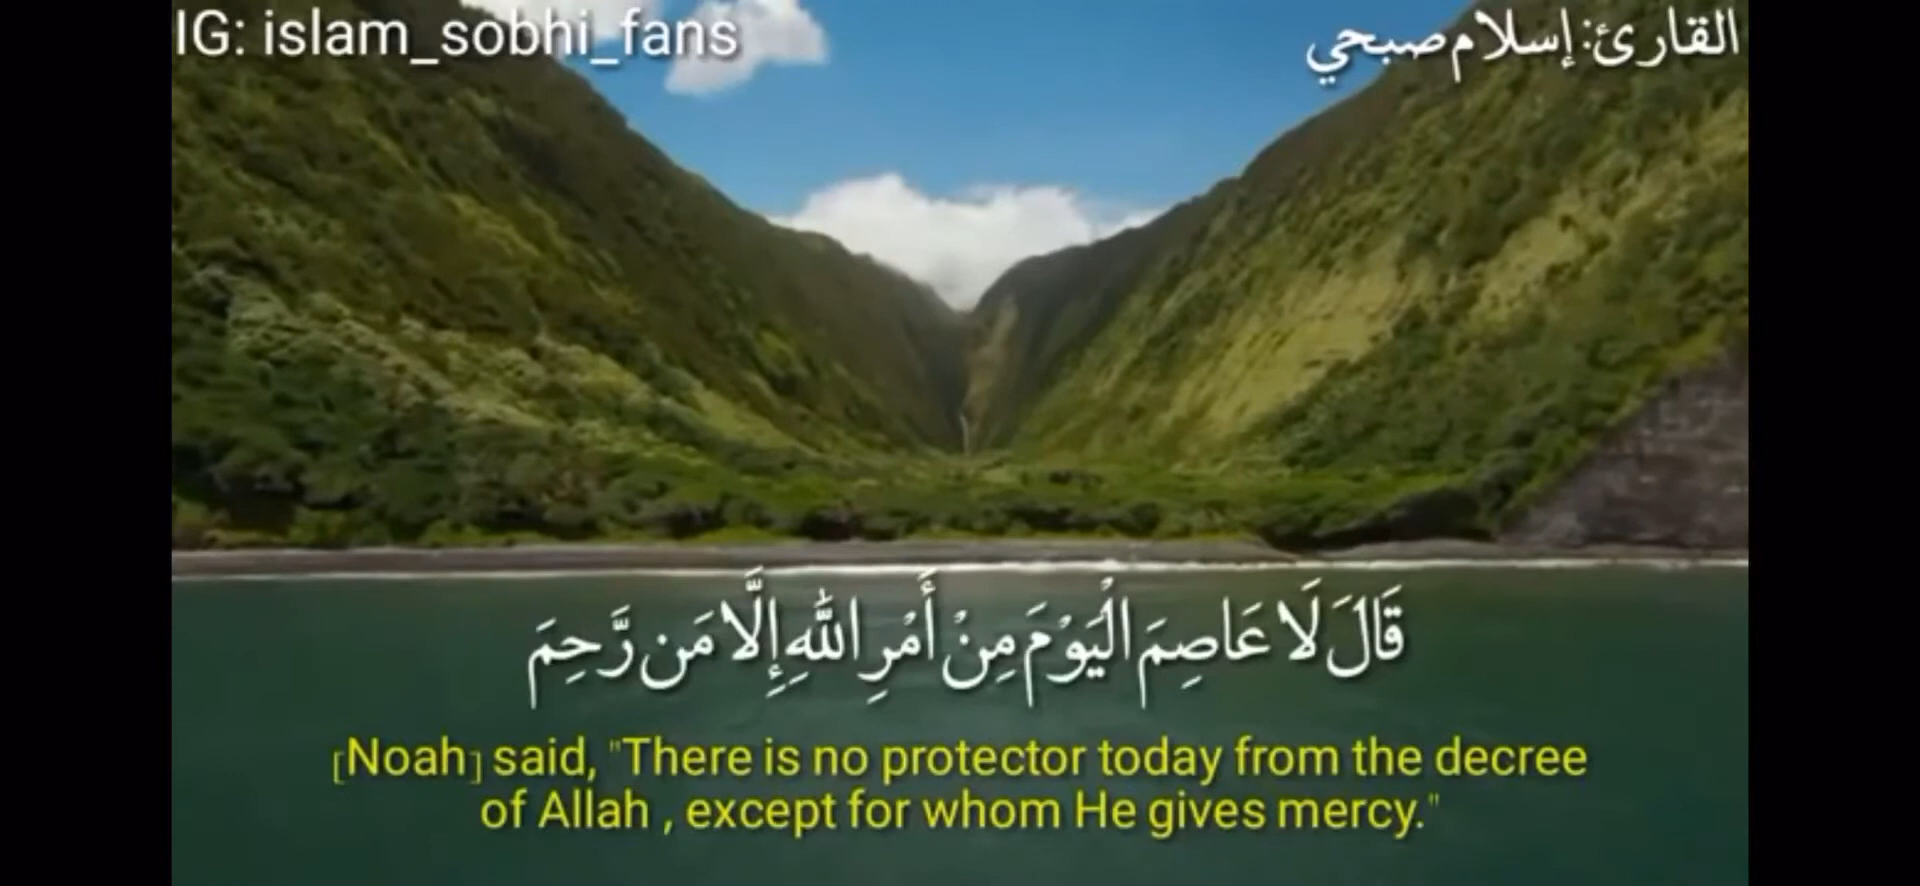 IG: islam_sobhi_fans
القارئ: إسلام صبحي
قَالَ لَا عَاصِمَ الْيَوْمَ مِنْ أَمْرِ اللَّهِ إِلَّا مَن رَّحِمَ
[Noah] said, "There is no protector today from the decree
of Allah , except for whom He gives mercy."